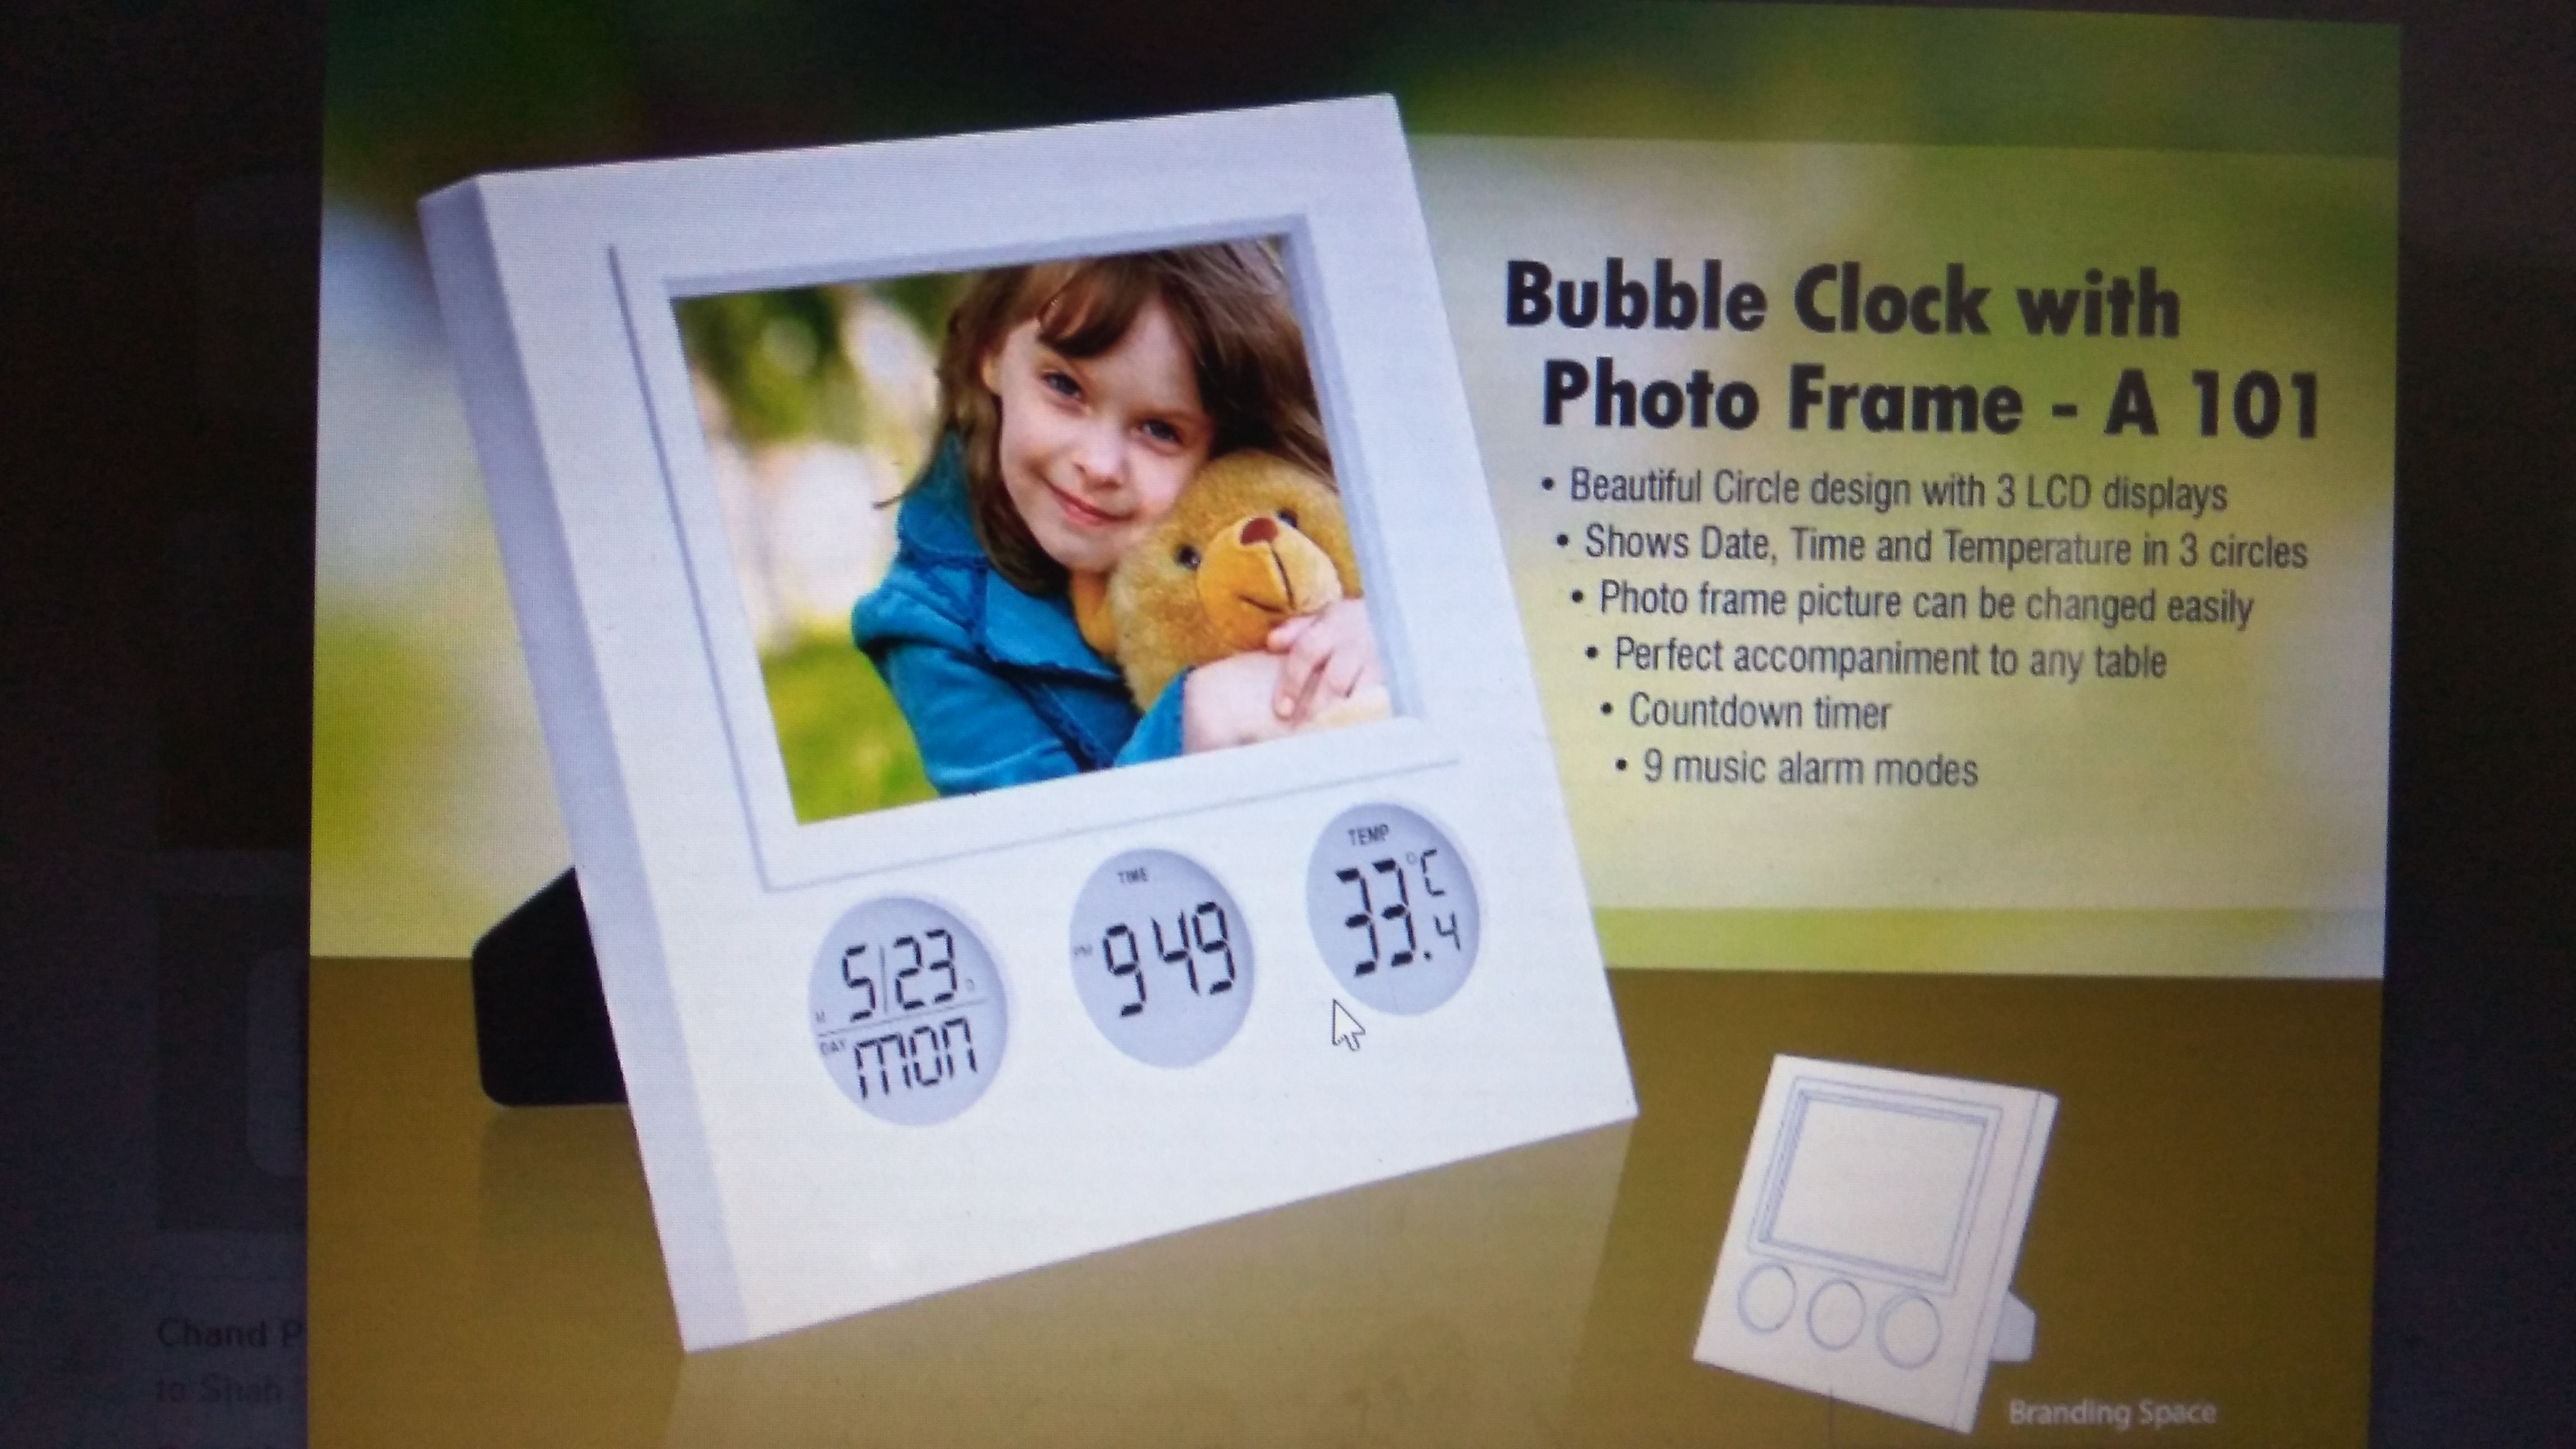 Bubble Clock with
Photo Frame - A 101
• Beautiful Circle design with 3 LCD displays
• Shows Date, Time and Temperature in 3 circles
• Photo frame picture can be changed easily
• Perfect accompaniment to any table
• Countdown timer
• 9 music alarm modes
M 5/23 D
DAY MON
TIME
PM 9 49
TEMP
33.4 °C
Branding Space
Chand P
to Shah